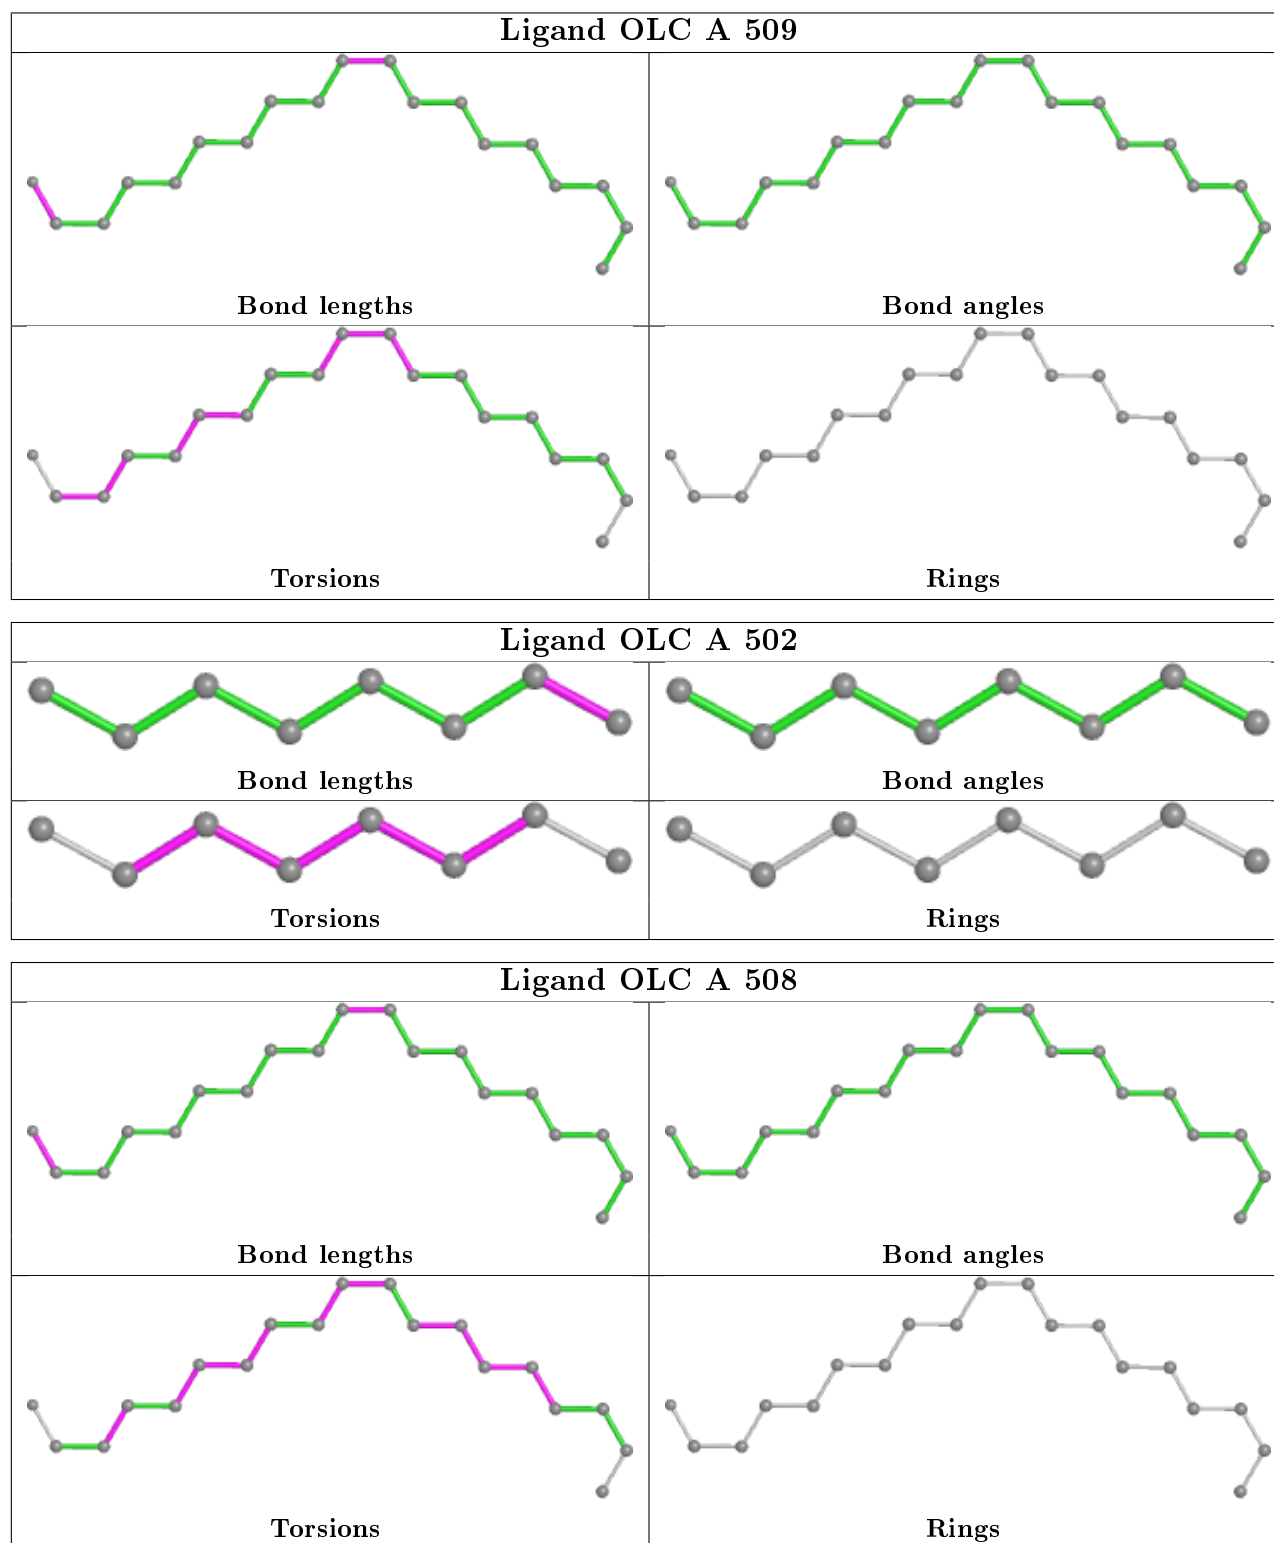 Ligand OLC A 509
Bond lengths
Bond angles
Torsions
Rings
Ligand OLC A 502
Bond lengths
Bond angles
Torsions
Rings
Ligand OLC A 508
Bond lengths
Bond angles
Torsions
Rings